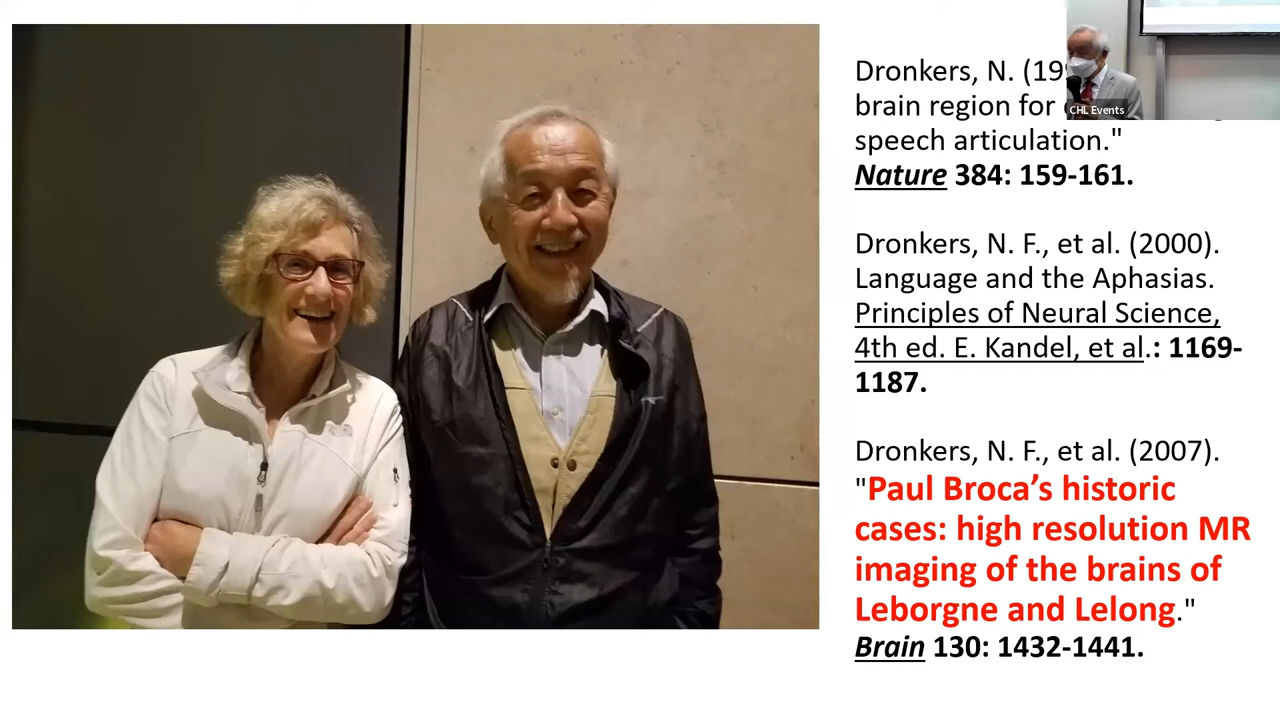 Dronkers, N. (19
brain region for
speech articulation."
Nature 384: 159-161.
Dronkers, N. F., et al. (2000).
Language and the Aphasias.
Principles of Neural Science,
4th ed. E. Kandel, et al.: 1169-
1187.
Dronkers, N. F., et al. (2007).
"Paul Broca’s historic
cases: high resolution MR
imaging of the brains of
Leborgne and Lelong."
Brain 130: 1432-1441.
CHL Events